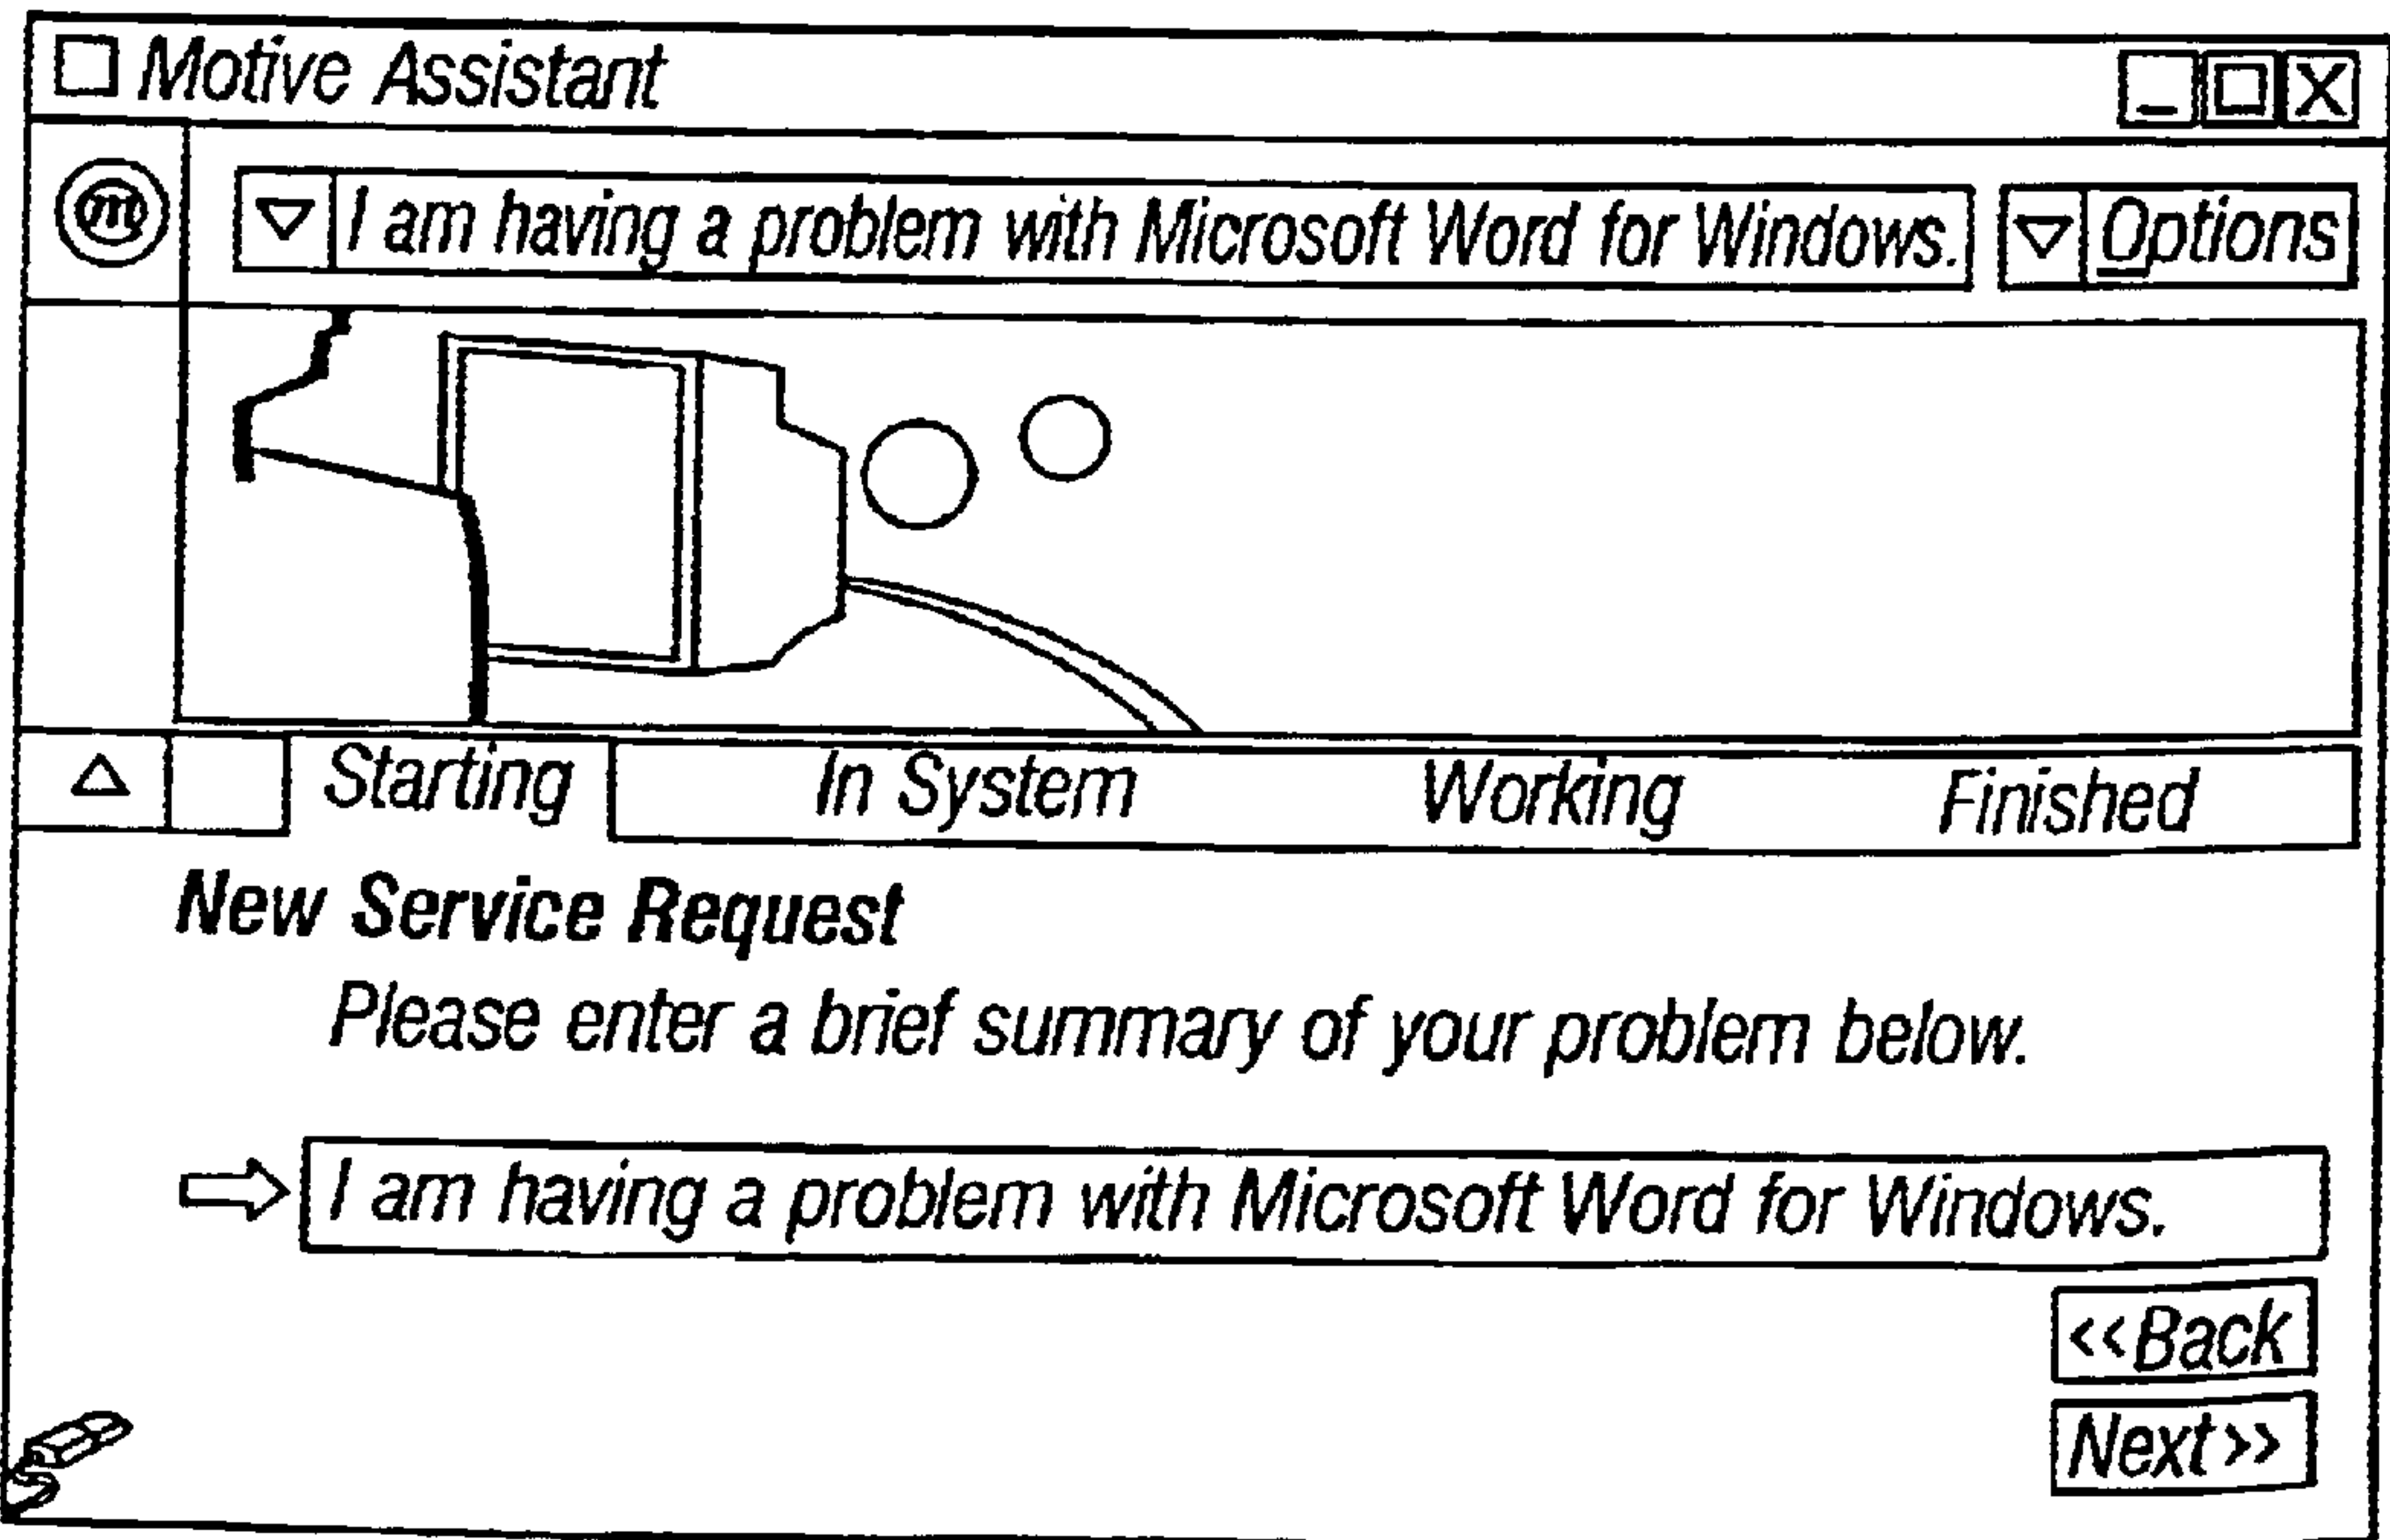 Motive Assistant
m
I am having a problem with Microsoft Word for Windows.
Options
Starting
In System
Working
Finished
New Service Request
Please enter a brief summary of your problem below.
I am having a problem with Microsoft Word for Windows.
<<Back
Next>>